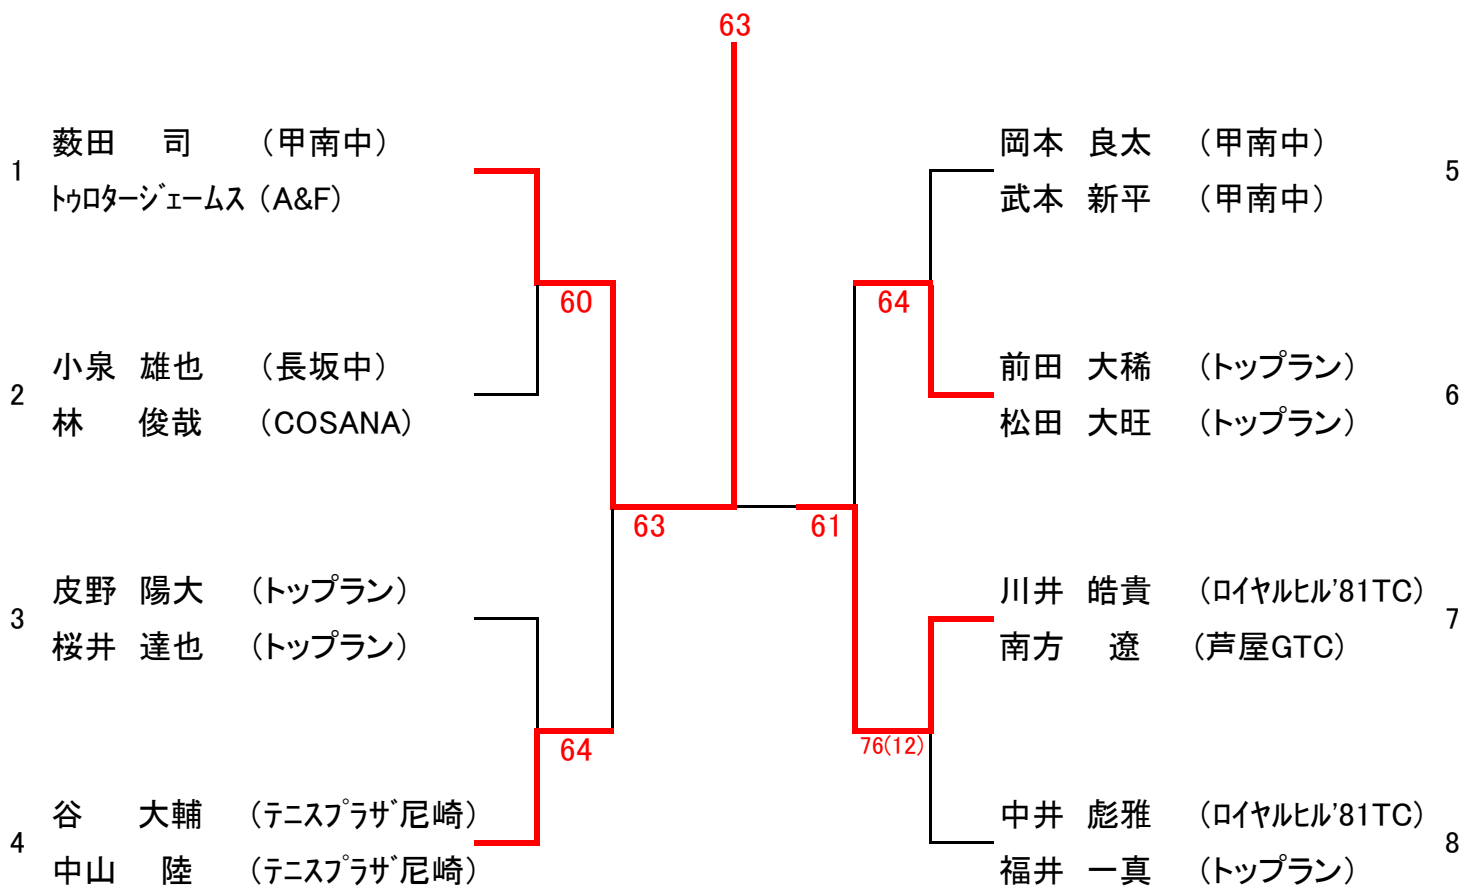 63
1
薮田 司 (甲南中)
ﾄｩﾛﾀｰｼﾞｪｰﾑｽ (A&F)
60
2
小泉 雄也 (長坂中)
林 俊哉 (COSANA)
63
3
皮野 陽大 (トップラン)
桜井 達也 (トップラン)
64
4
谷 大輔 (ﾃﾆｽﾌﾟﾗｻﾞ尼崎)
中山 陸 (ﾃﾆｽﾌﾟﾗｻﾞ尼崎)
岡本 良太 (甲南中)
武本 新平 (甲南中)
5
64
前田 大稀 (トップラン)
松田 大旺 (トップラン)
6
61
川井 皓貴 (ﾛｲﾔﾙﾋﾙ'81TC)
南方 遼 (芦屋GTC)
7
76(12)
中井 彪雅 (ﾛｲﾔﾙﾋﾙ'81TC)
福井 一真 (トップラン)
8